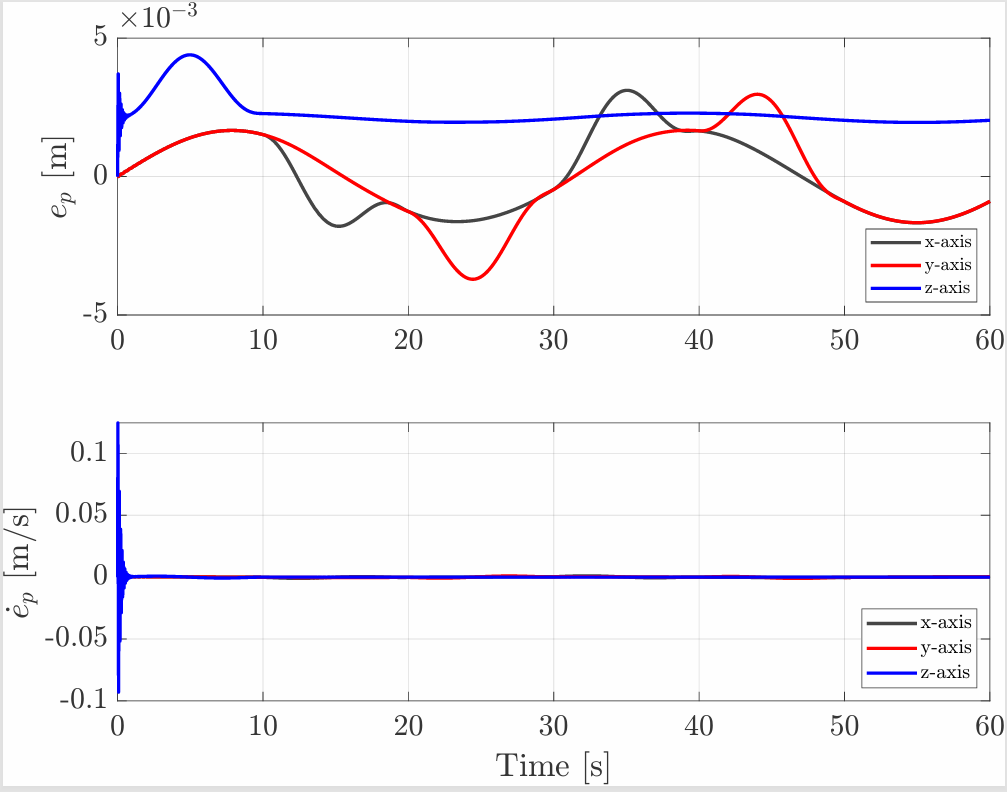 ×10⁻³
5
0
-5
e_p [m]
0 10 20 30 40 50 60
x-axis
y-axis
z-axis
0.1
0.05
0
-0.05
-0.1
ė_p [m/s]
x-axis
y-axis
z-axis
0 10 20 30 40 50 60
Time [s]